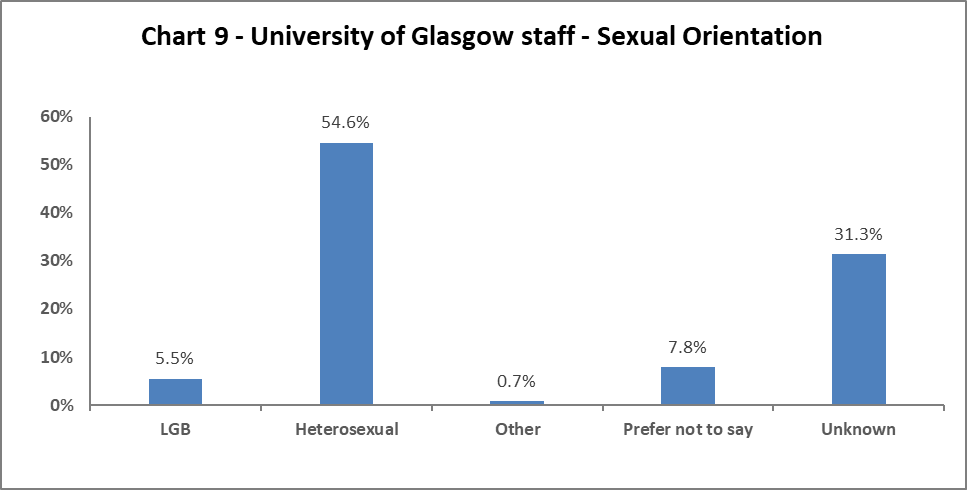 Chart 9 - University of Glasgow staff - Sexual Orientation
60%
50%
40%
30%
20%
10%
0%
5.5%
54.6%
0.7%
7.8%
31.3%
LGB
Heterosexual
Other
Prefer not to say
Unknown